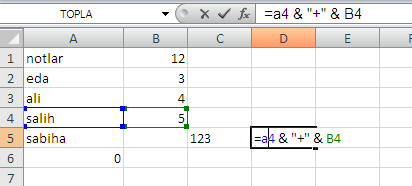 TOPLA =a4 & "+" & B4
A B C D E F
1 notlar 12
2 eda 3
3 ali 4
4 salih 5
5 sabiha 123 =a4 & "+" & B4
6 0